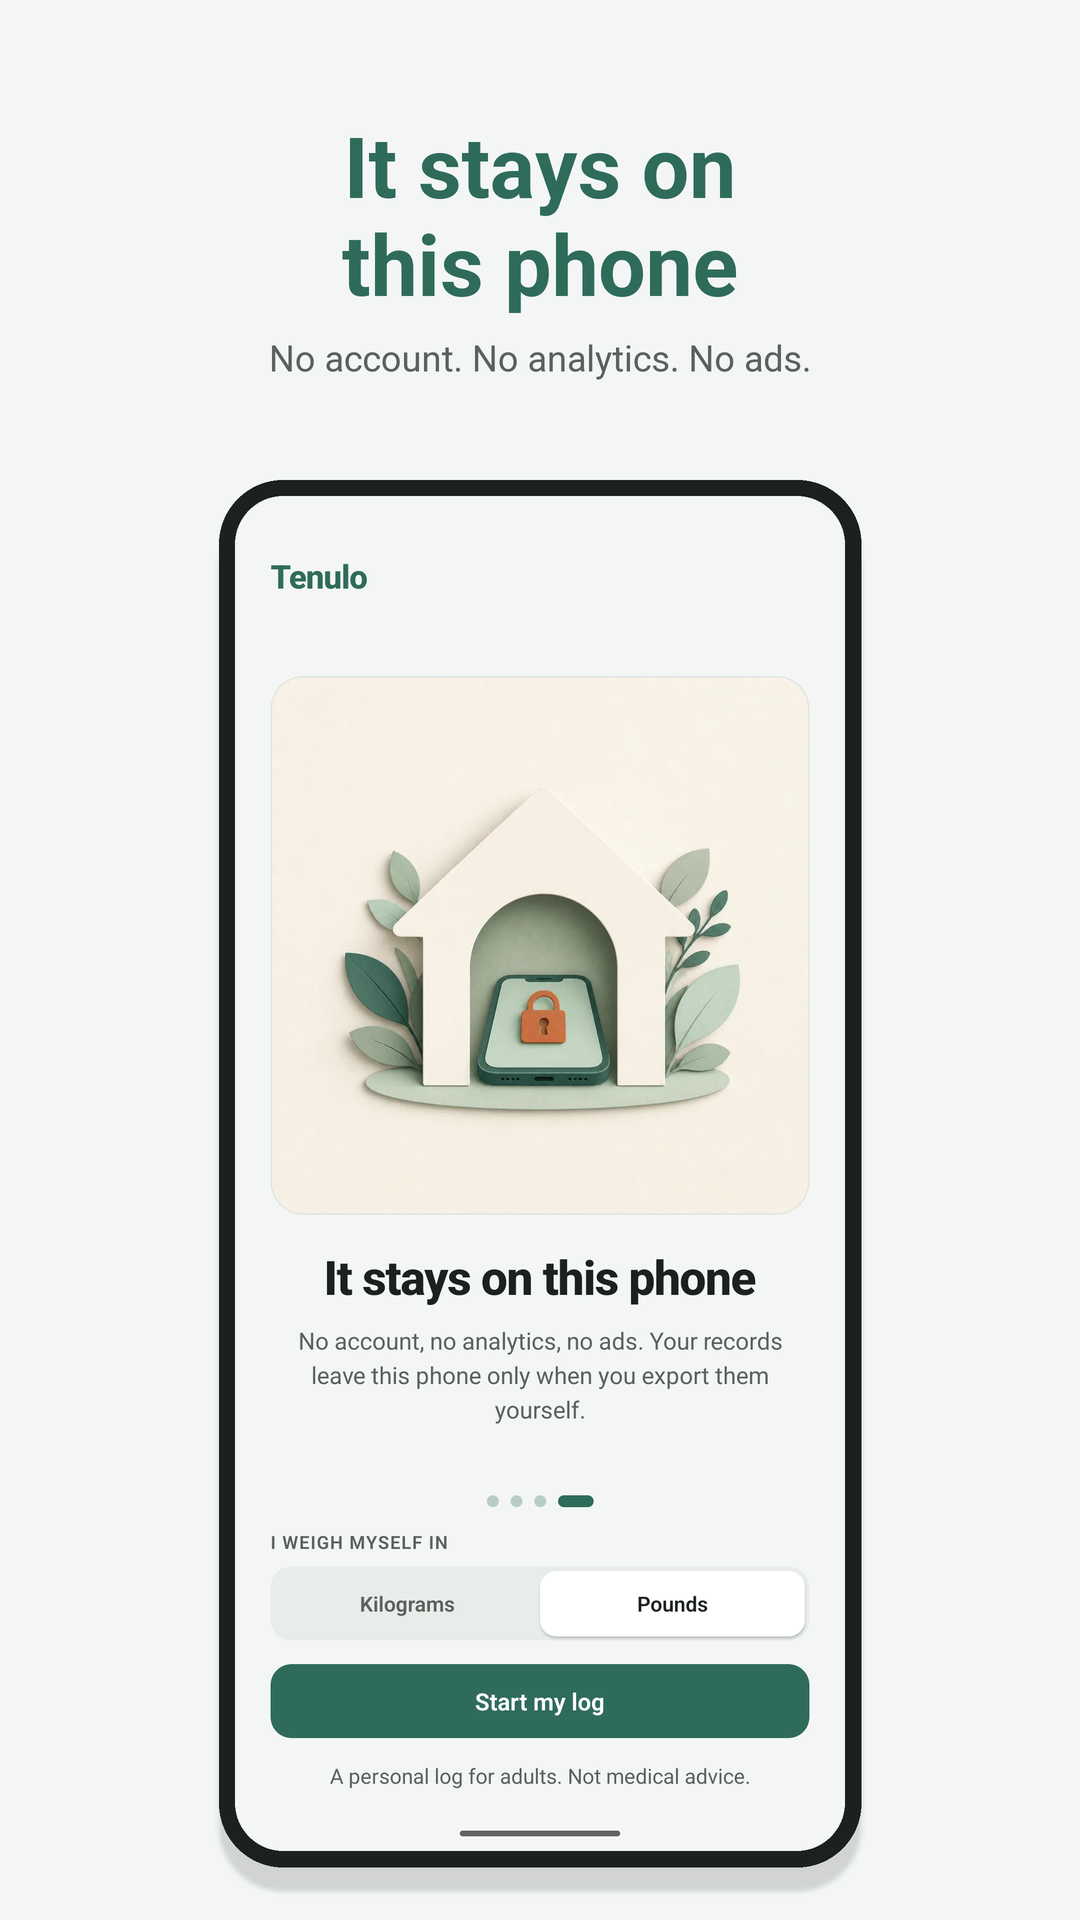 It stays on
this phone
No account. No analytics. No ads.
Tenulo
It stays on this phone
No account, no analytics, no ads. Your records
leave this phone only when you export them
yourself.
I WEIGH MYSELF IN
Kilograms
Pounds
Start my log
A personal log for adults. Not medical advice.